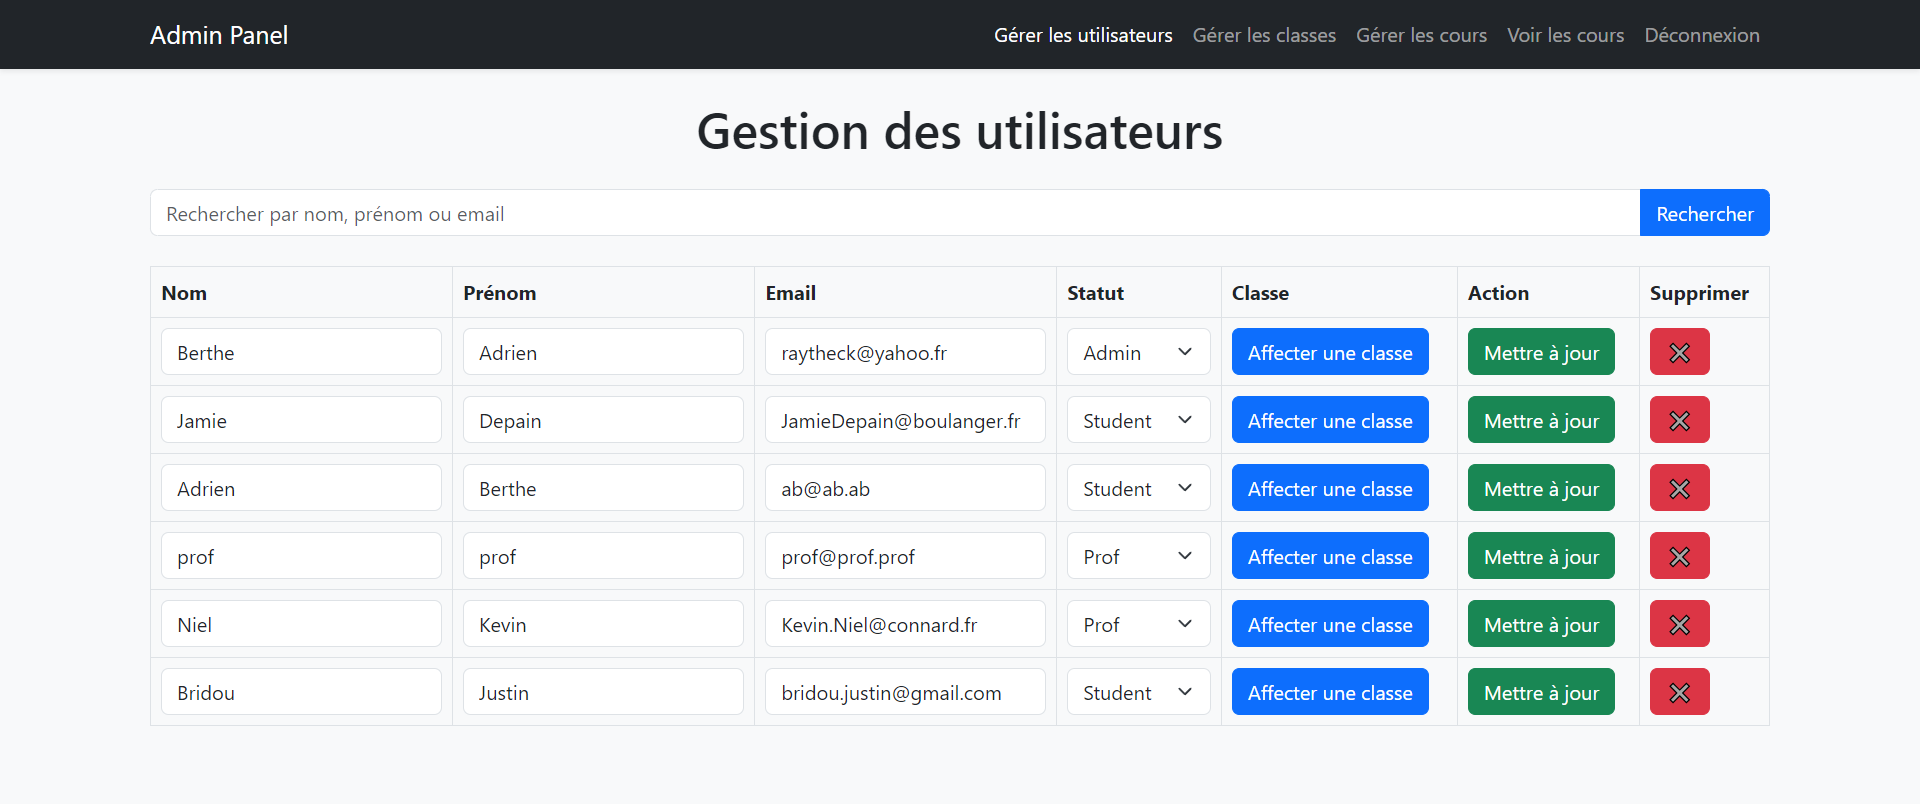 Admin Panel Gérer les utilisateurs Gérer les classes Gérer les cours Voir les cours Déconnexion
Gestion des utilisateurs
Rechercher par nom, prénom ou email Rechercher
Nom Prénom Email Statut Classe Action Supprimer
Berthe Adrien raytheck@yahoo.fr Admin Affecter une classe Mettre à jour
Jamie Depain JamieDepain@boulanger.fr Student Affecter une classe Mettre à jour
Adrien Berthe ab@ab.ab Student Affecter une classe Mettre à jour
prof prof prof@prof.prof Prof Affecter une classe Mettre à jour
Niel Kevin Kevin.Niel@connard.fr Prof Affecter une classe Mettre à jour
Bridou Justin bridou.justin@gmail.com Student Affecter une classe Mettre à jour